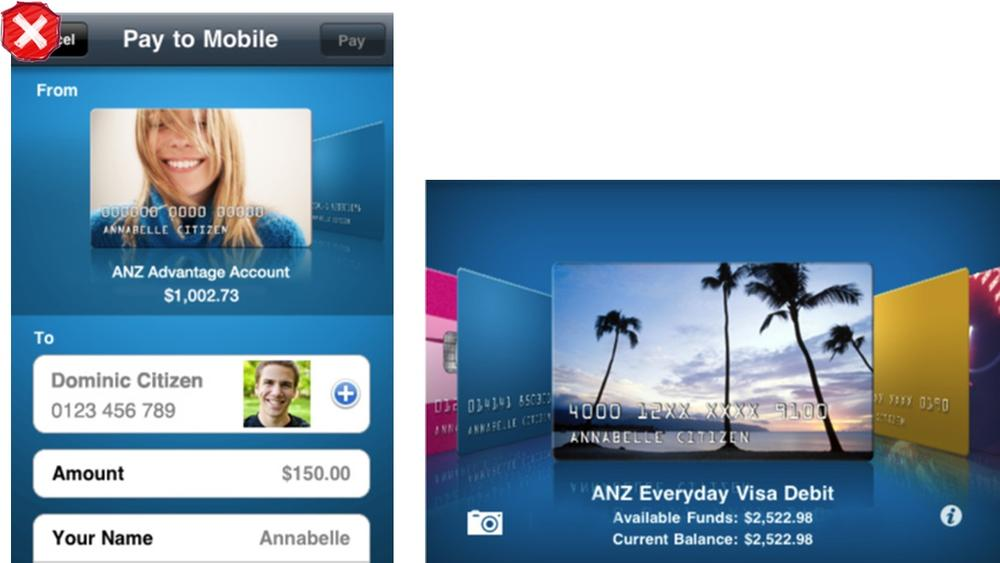 Pay to Mobile
Pay
From
000000 0000 00000
ANNABELLE CITIZEN
ANZ Advantage Account
$1,002.73
To
Dominic Citizen
0123 456 789
Amount
$150.00
Your Name
Annabelle
4000 12XX XXXX 9100
ANNABELLE CITIZEN
ANZ Everyday Visa Debit
Available Funds: $2,522.98
Current Balance: $2,522.98